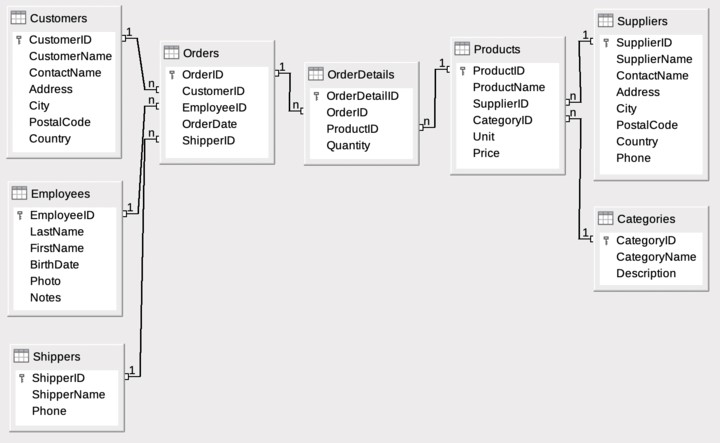 Customers
CustomerID
CustomerName
ContactName
Address
City
PostalCode
Country
1
n
n
n
Orders
OrderID
CustomerID
EmployeeID
OrderDate
ShipperID
1
n
OrderDetails
OrderDetailID
OrderID
ProductID
Quantity
1
n
Products
ProductID
ProductName
SupplierID
CategoryID
Unit
Price
1
n
n
Suppliers
SupplierID
SupplierName
ContactName
Address
City
PostalCode
Country
Phone
Employees
EmployeeID
LastName
FirstName
BirthDate
Photo
Notes
1
1
Categories
CategoryID
CategoryName
Description
Shippers
ShipperID
ShipperName
Phone
1